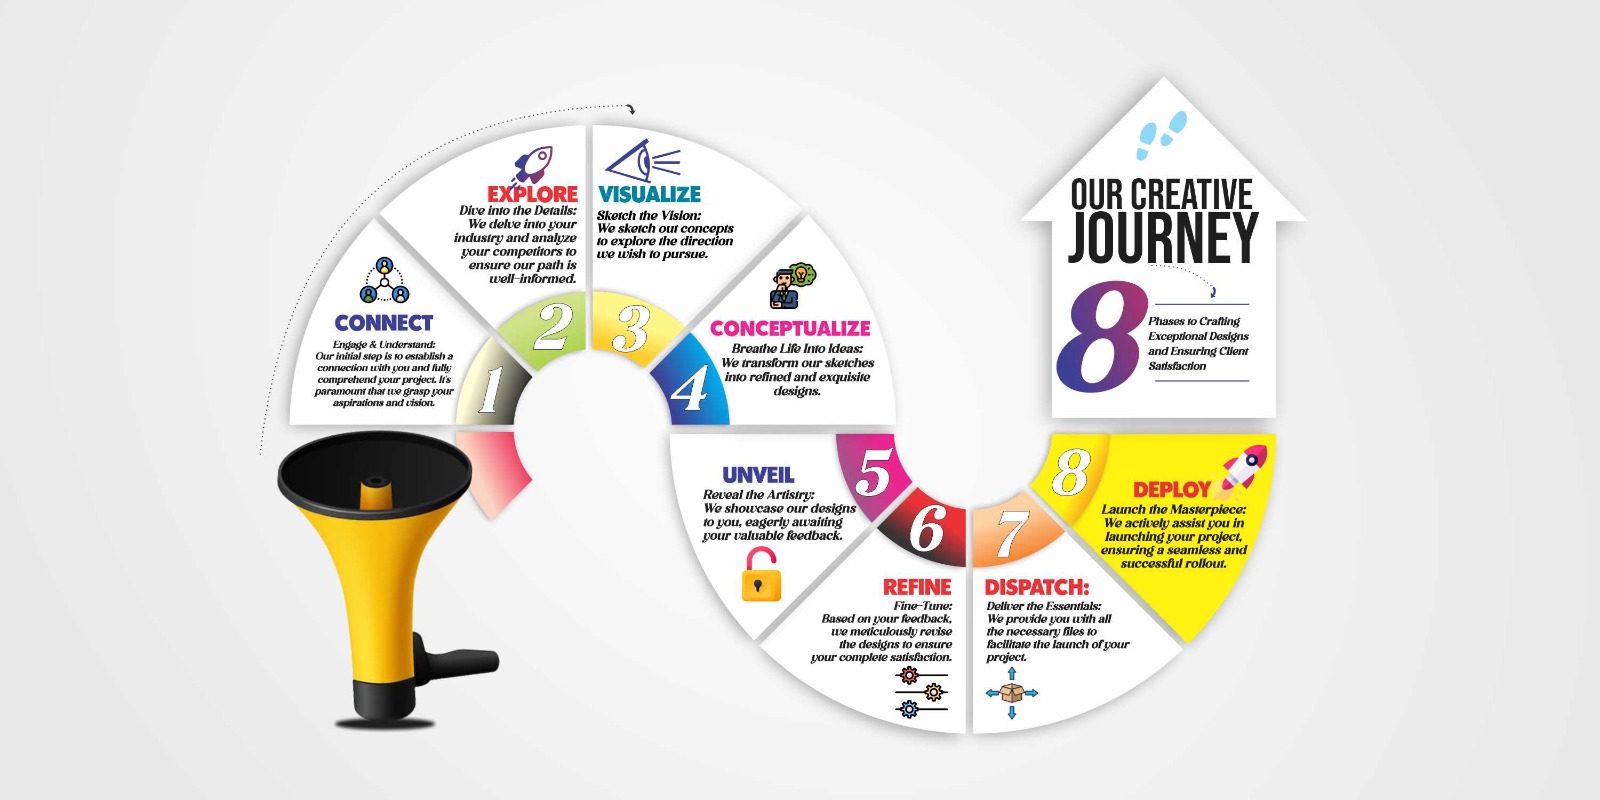 OUR CREATIVE
JOURNEY
8
Phases to Crafting
Exceptional Designs
and Ensuring Client
Satisfaction
CONNECT
Engage & Understand:
Our initial step is to establish a
connection with you and fully
comprehend your project. It's
paramount that we grasp your
aspirations and vision.
1
EXPLORE
Dive into the Details:
We delve into your
industry and analyze
your competitors to
ensure our path is
well-informed.
2
VISUALIZE
Sketch the Vision:
We sketch out concepts
to explore the direction
we wish to pursue.
3
CONCEPTUALIZE
Breathe Life Into Ideas:
We transform our sketches
into refined and exquisite
designs.
4
UNVEIL
Reveal the Artistry:
We showcase our designs
to you, eagerly awaiting
your valuable feedback.
5
REFINE
Fine-Tune:
Based on your feedback,
we meticulously revise
the designs to ensure
your complete satisfaction.
6
DISPATCH:
Deliver the Essentials:
We provide you with all
the necessary files to
facilitate the launch of your
project.
7
DEPLOY
Launch the Masterpiece:
We actively assist you in
launching your project,
ensuring a seamless and
successful rollout.
8